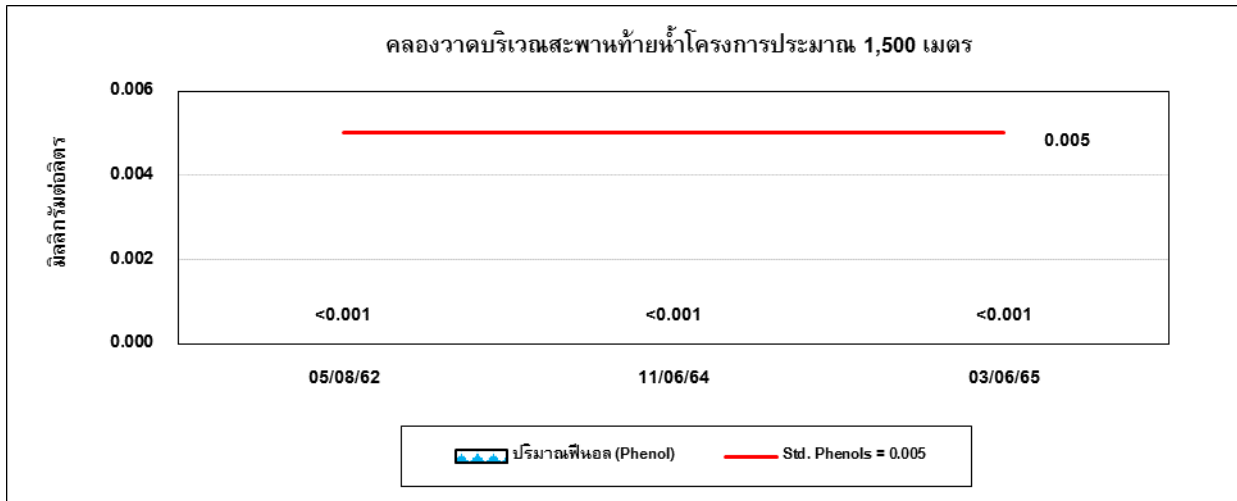 คลองวาดบริเวณสะพานท้ายน้ำโครงการประมาณ 1,500 เมตร
มิลลิกรัมต่อลิตร
0.006
0.005
0.004
0.002
<0.001 <0.001 <0.001
0.000
05/08/62 11/06/64 03/06/65
ปริมาณฟีนอล (Phenol) Std. Phenols = 0.005